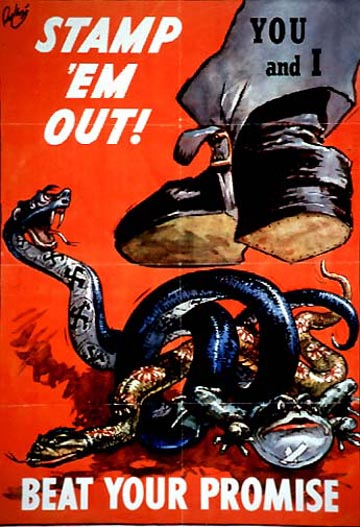 STAMP
'EM
OUT!
YOU
and I
BEAT YOUR PROMISE